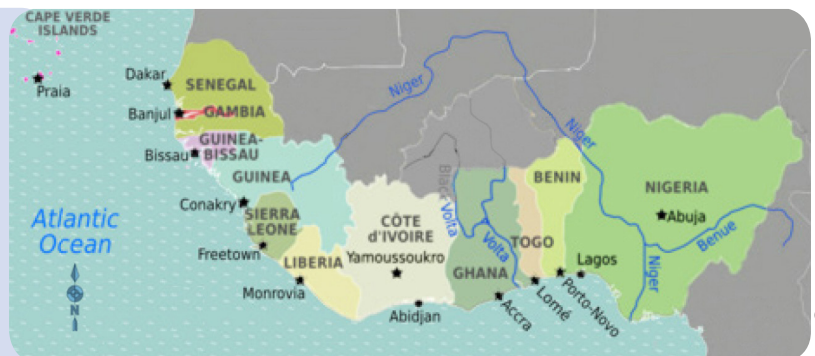 CAPE VERDE
ISLANDS
Praia
Dakar
SENEGAL
Banjul
GAMBIA
GUINEA-
BISSAU
Bissau
GUINEA
Conakry
SIERRA
LEONE
Freetown
LIBERIA
Monrovia
Atlantic
Ocean
N
CÔTE
d'IVOIRE
Yamoussoukro
Abidjan
Niger
Black Volta
Volta
GHANA
Accra
TOGO
Lomé
BENIN
Porto-Novo
Niger
NIGERIA
Abuja
Lagos
Benue
Niger